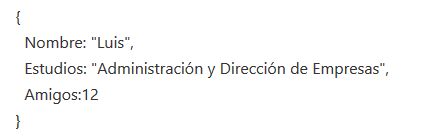 {
Nombre: "Luis",
Estudios: "Administración y Dirección de Empresas",
Amigos:12
}